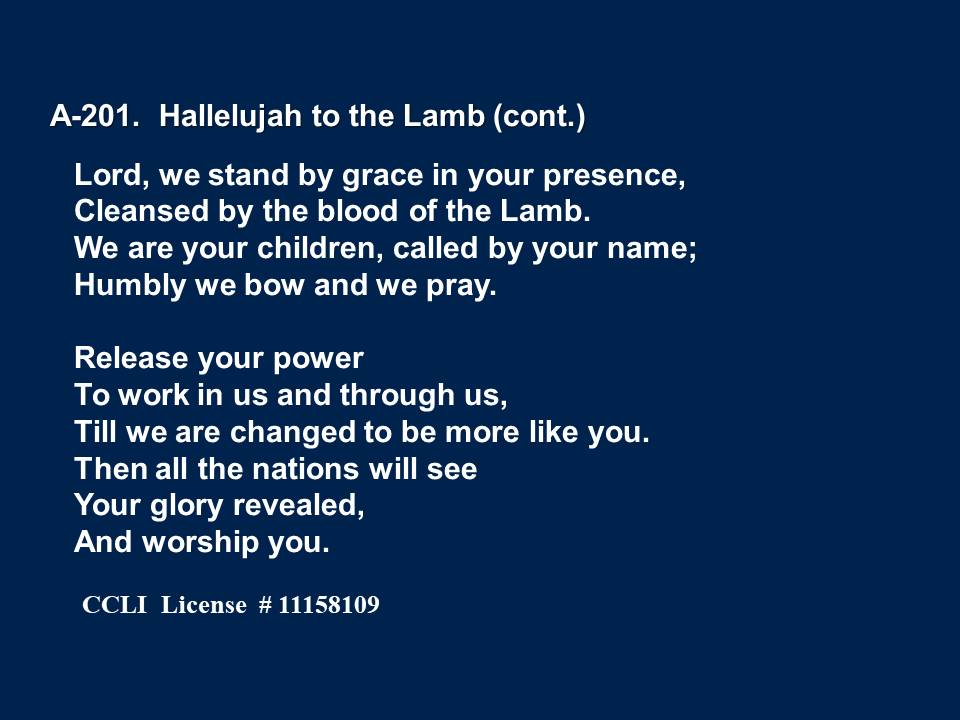 A-201. Hallelujah to the Lamb (cont.)
Lord, we stand by grace in your presence,
Cleansed by the blood of the Lamb.
We are your children, called by your name;
Humbly we bow and we pray.
Release your power
To work in us and through us,
Till we are changed to be more like you.
Then all the nations will see
Your glory revealed,
And worship you.
CCLI License # 11158109